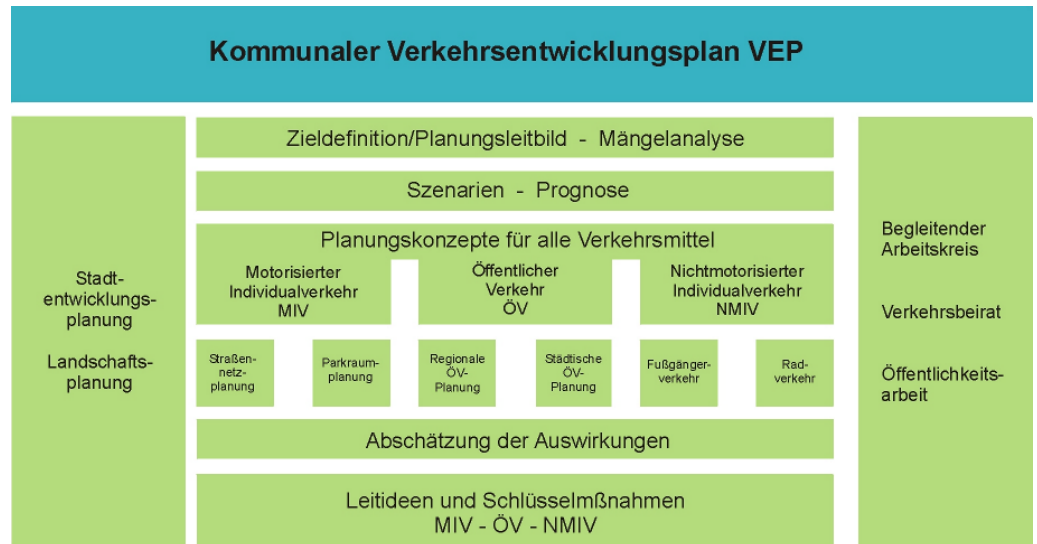 Kommunaler Verkehrsentwicklungsplan VEP
Stadt-
entwicklungs-
planung
Landschafts-
planung
Zieldefinition/Planungsleitbild - Mängelanalyse
Szenarien - Prognose
Planungskonzepte für alle Verkehrsmittel
Motorisierter
Individualverkehr
MIV
Öffentlicher
Verkehr
ÖV
Nichtmotorisierter
Individualverkehr
NMIV
Straßen-
netz-
planung
Parkraum-
planung
Regionale
ÖV-
Planung
Städtische
ÖV-
Planung
Fußgänger-
verkehr
Rad-
verkehr
Abschätzung der Auswirkungen
Leitideen und Schlüsselmßnahmen
MIV - ÖV - NMIV
Begleitender
Arbeitskreis
Verkehrsbeirat
Öffentlichkeits-
arbeit